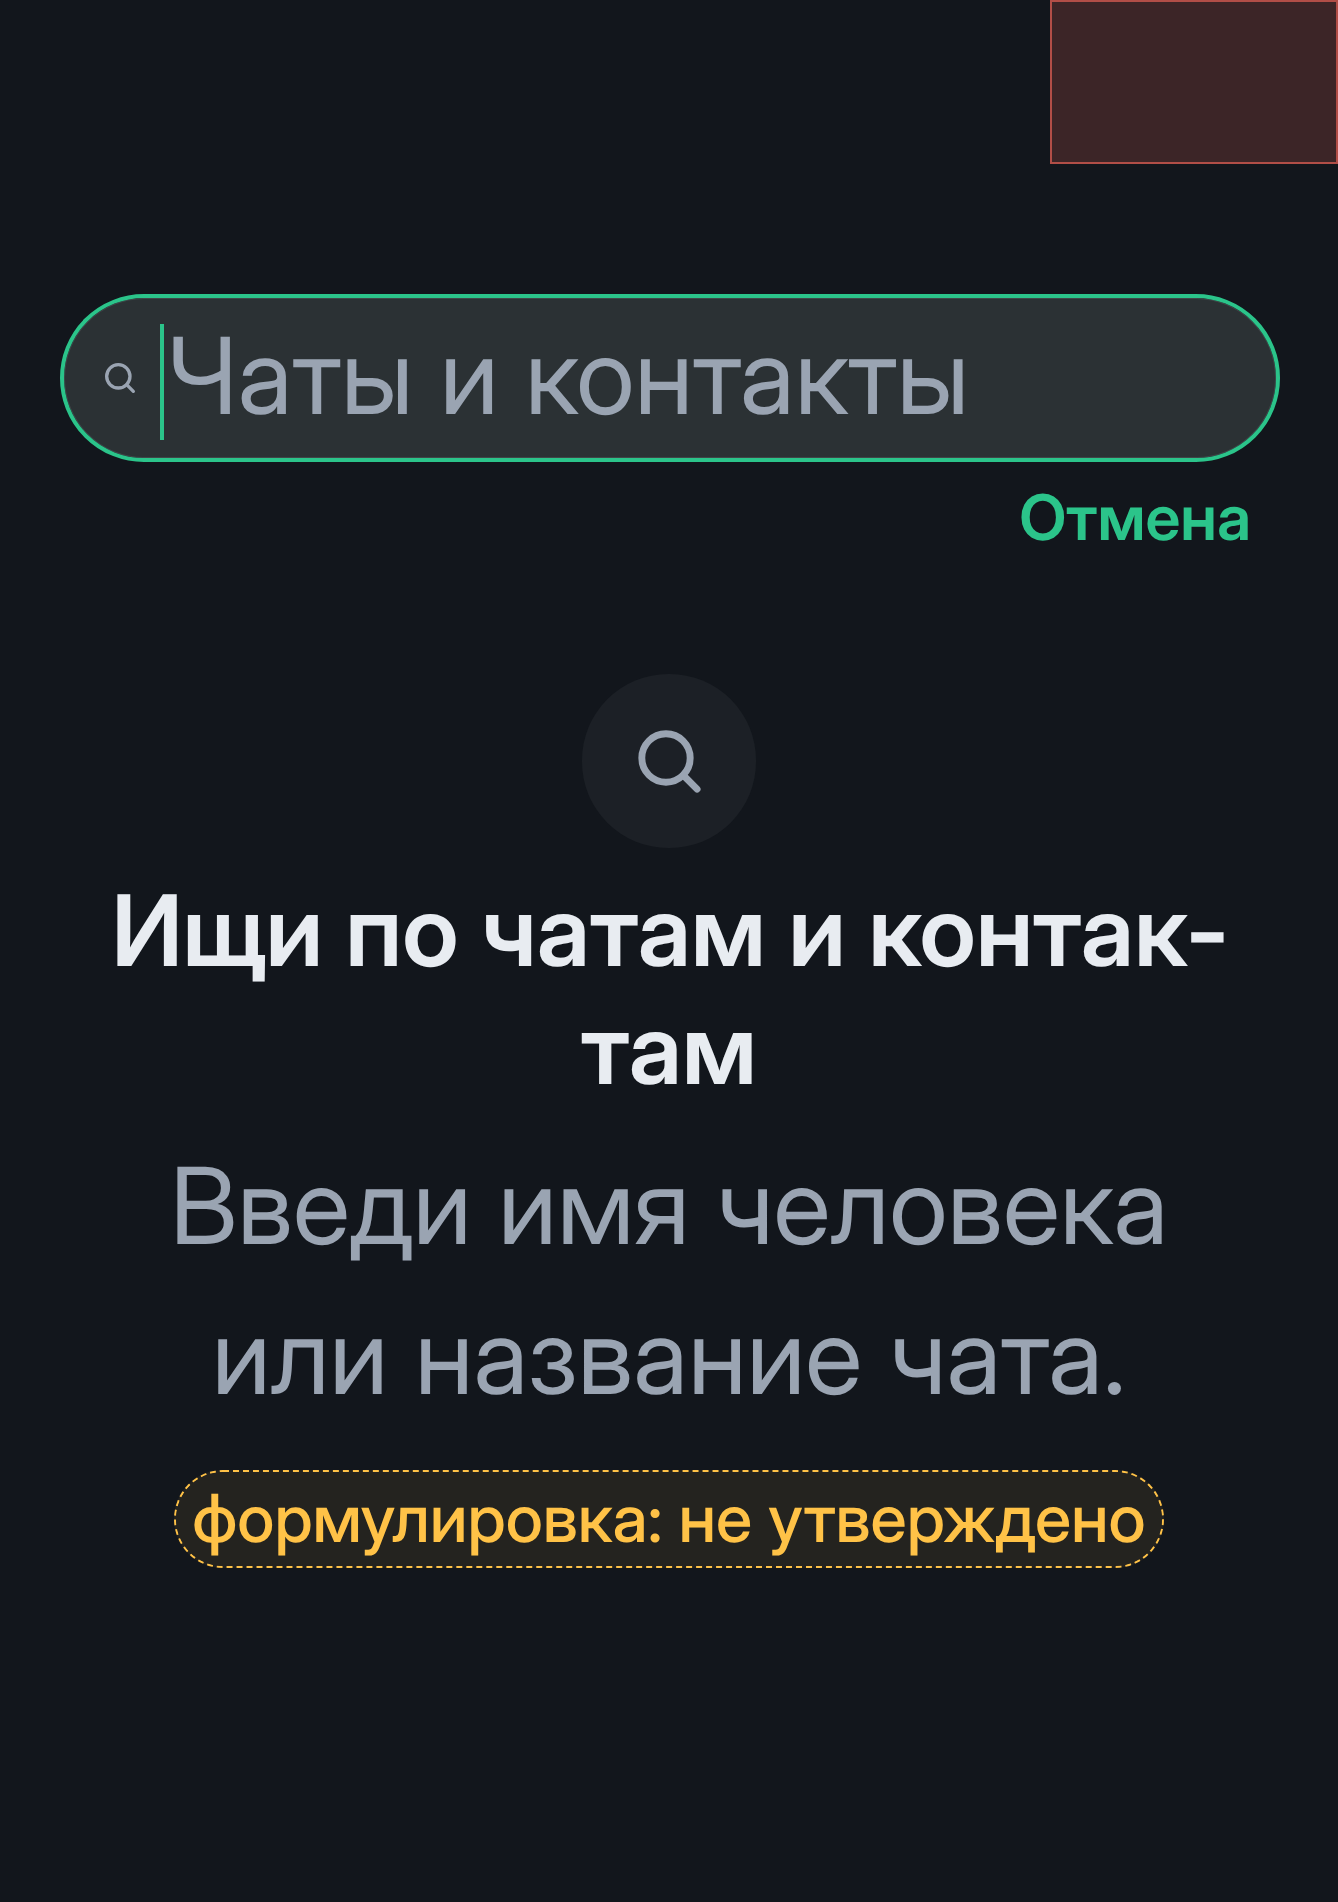 Чаты и контакты
Отмена
Ищи по чатам и контак-
там
Введи имя человека
или название чата.
формулировка: не утверждено